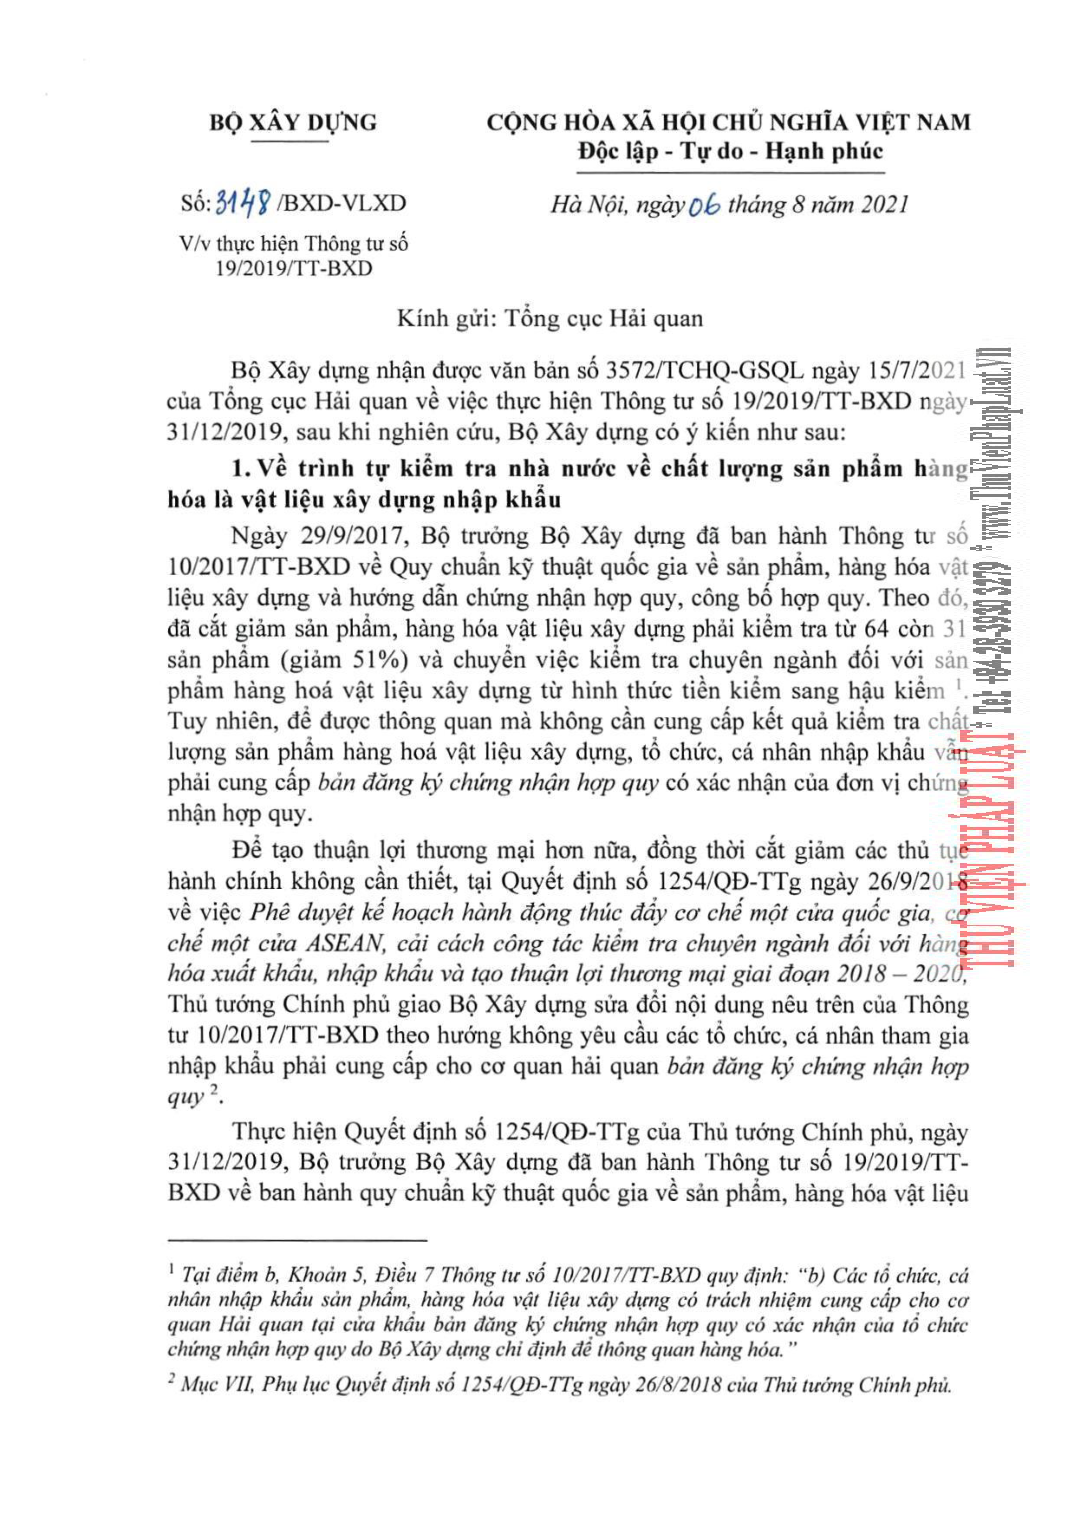 BỘ XÂY DỰNG
CỘNG HÒA XÃ HỘI CHỦ NGHĨA VIỆT NAM
Độc lập - Tự do - Hạnh phúc
Số: 3148 /BXD-VLXD
Hà Nội, ngày 06 tháng 8 năm 2021
V/v thực hiện Thông tư số
19/2019/TT-BXD
Kính gửi: Tổng cục Hải quan
Bộ Xây dựng nhận được văn bản số 3572/TCHQ-GSQL ngày 15/7/2021
của Tổng cục Hải quan về việc thực hiện Thông tư số 19/2019/TT-BXD ngày
31/12/2019, sau khi nghiên cứu, Bộ Xây dựng có ý kiến như sau:
1. Về trình tự kiểm tra nhà nước về chất lượng sản phẩm hàng
hóa là vật liệu xây dựng nhập khẩu
Ngày 29/9/2017, Bộ trưởng Bộ Xây dựng đã ban hành Thông tư số
10/2017/TT-BXD về Quy chuẩn kỹ thuật quốc gia về sản phẩm, hàng hóa vật
liệu xây dựng và hướng dẫn chứng nhận hợp quy, công bố hợp quy. Theo đó,
đã cắt giảm sản phẩm, hàng hóa vật liệu xây dựng phải kiểm tra từ 64 còn 31
sản phẩm (giảm 51%) và chuyển việc kiểm tra chuyên ngành đối với sản
phẩm hàng hoá vật liệu xây dựng từ hình thức tiền kiểm sang hậu kiểm ¹.
Tuy nhiên, để được thông quan mà không cần cung cấp kết quả kiểm tra chất
lượng sản phẩm hàng hoá vật liệu xây dựng, tổ chức, cá nhân nhập khẩu vẫn
phải cung cấp bản đăng ký chứng nhận hợp quy có xác nhận của đơn vị chứng
nhận hợp quy.
Để tạo thuận lợi thương mại hơn nữa, đồng thời cắt giảm các thủ tục
hành chính không cần thiết, tại Quyết định số 1254/QĐ-TTg ngày 26/9/2018
về việc Phê duyệt kế hoạch hành động thúc đẩy cơ chế một cửa quốc gia, cơ
chế một cửa ASEAN, cải cách công tác kiểm tra chuyên ngành đối với hàng
hóa xuất khẩu, nhập khẩu và tạo thuận lợi thương mại giai đoạn 2018 – 2020,
Thủ tướng Chính phủ giao Bộ Xây dựng sửa đổi nội dung nêu trên của Thông
tư 10/2017/TT-BXD theo hướng không yêu cầu các tổ chức, cá nhân tham gia
nhập khẩu phải cung cấp cho cơ quan hải quan bản đăng ký chứng nhận hợp
quy ².
Thực hiện Quyết định số 1254/QĐ-TTg của Thủ tướng Chính phủ, ngày
31/12/2019, Bộ trưởng Bộ Xây dựng đã ban hành Thông tư số 19/2019/TT-
BXD về ban hành quy chuẩn kỹ thuật quốc gia về sản phẩm, hàng hóa vật liệu
¹ Tại điểm b, Khoản 5, Điều 7 Thông tư số 10/2017/TT-BXD quy định: “b) Các tổ chức, cá
nhân nhập khẩu sản phẩm, hàng hóa vật liệu xây dựng có trách nhiệm cung cấp cho cơ
quan Hải quan tại cửa khẩu bản đăng ký chứng nhận hợp quy có xác nhận của tổ chức
chứng nhận hợp quy do Bộ Xây dựng chỉ định để thông quan hàng hóa.”
² Mục VII, Phụ lục Quyết định số 1254/QĐ-TTg ngày 26/8/2018 của Thủ tướng Chính phủ.
THƯ VIỆN PHÁP LUẬT * Tel: +84-28-3930 3279 * www.ThuVienPhapLuat.vn